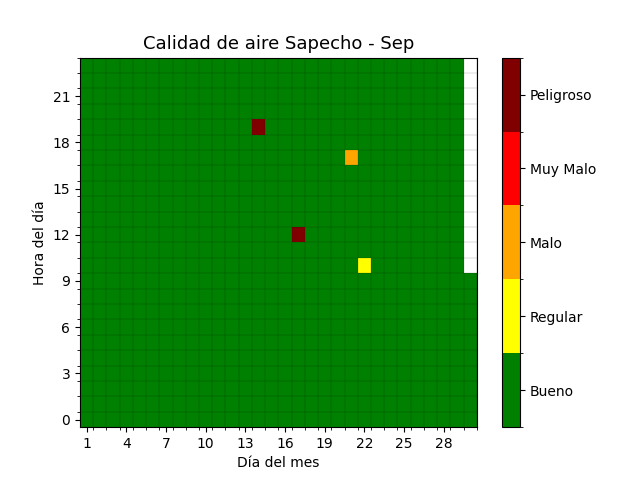 Calidad de aire Sapecho - Sep
Hora del día
21
18
15
12
9
6
3
0
1 4 7 10 13 16 19 22 25 28
Día del mes
Peligroso
Muy Malo
Malo
Regular
Bueno